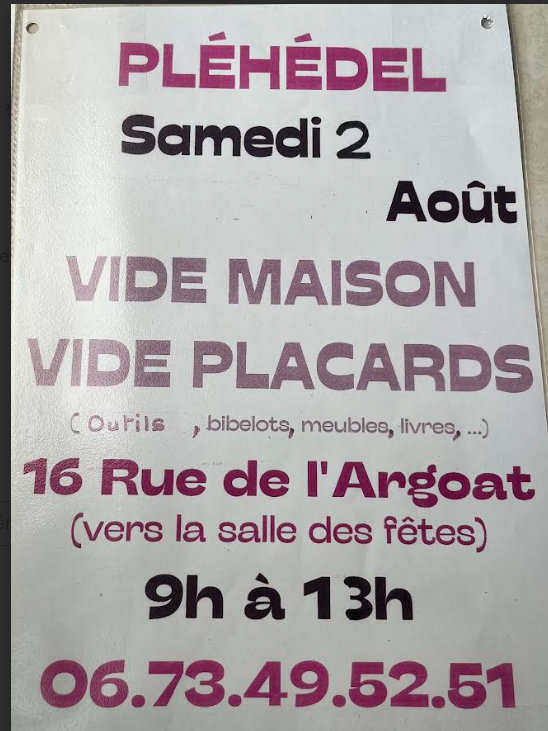 PLÉHÉDEL
Samedi 2
Août
VIDE MAISON
VIDE PLACARDS
(Outils , bibelots, meubles, livres, ...)
16 Rue de l'Argoat
(vers la salle des fêtes)
9h à 13h
06.73.49.52.51